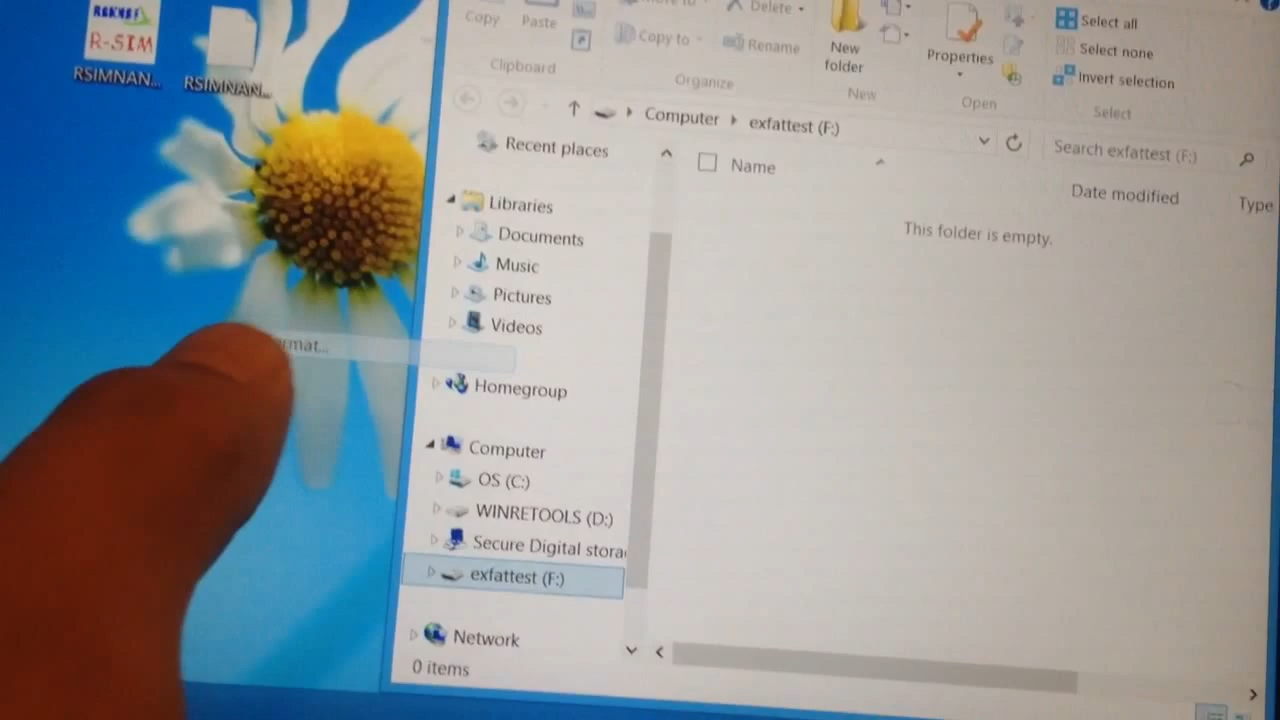 R-SIM
RSIMNAN...
RSIMNAN...
Copy
Paste
Copy to
Delete
Rename
New
folder
Properties
Select all
Select none
Invert selection
Clipboard
Organize
New
Open
Select
Computer
exfattest (F:)
Search exfattest (F:)
Recent places
Name
Date modified
Type
This folder is empty.
Libraries
Documents
Music
Pictures
Videos
rmat...
Homegroup
Computer
OS (C:)
WINRETOOLS (D:)
Secure Digital stora
exfattest (F:)
Network
0 items